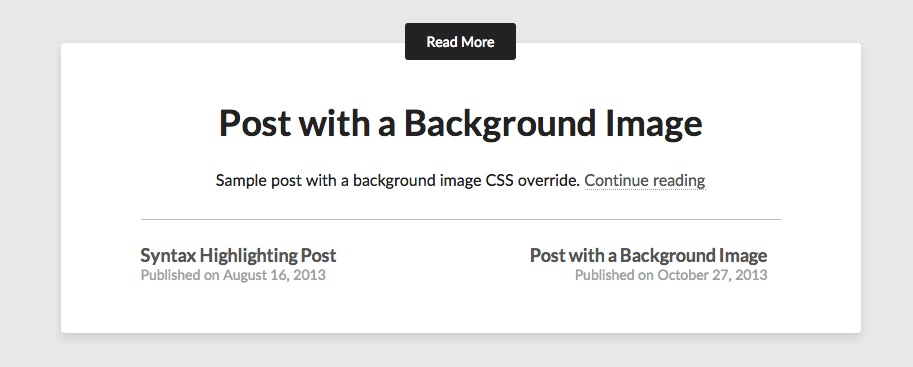 Read More
Post with a Background Image
Sample post with a background image CSS override. Continue reading
Syntax Highlighting Post
Published on August 16, 2013
Post with a Background Image
Published on October 27, 2013